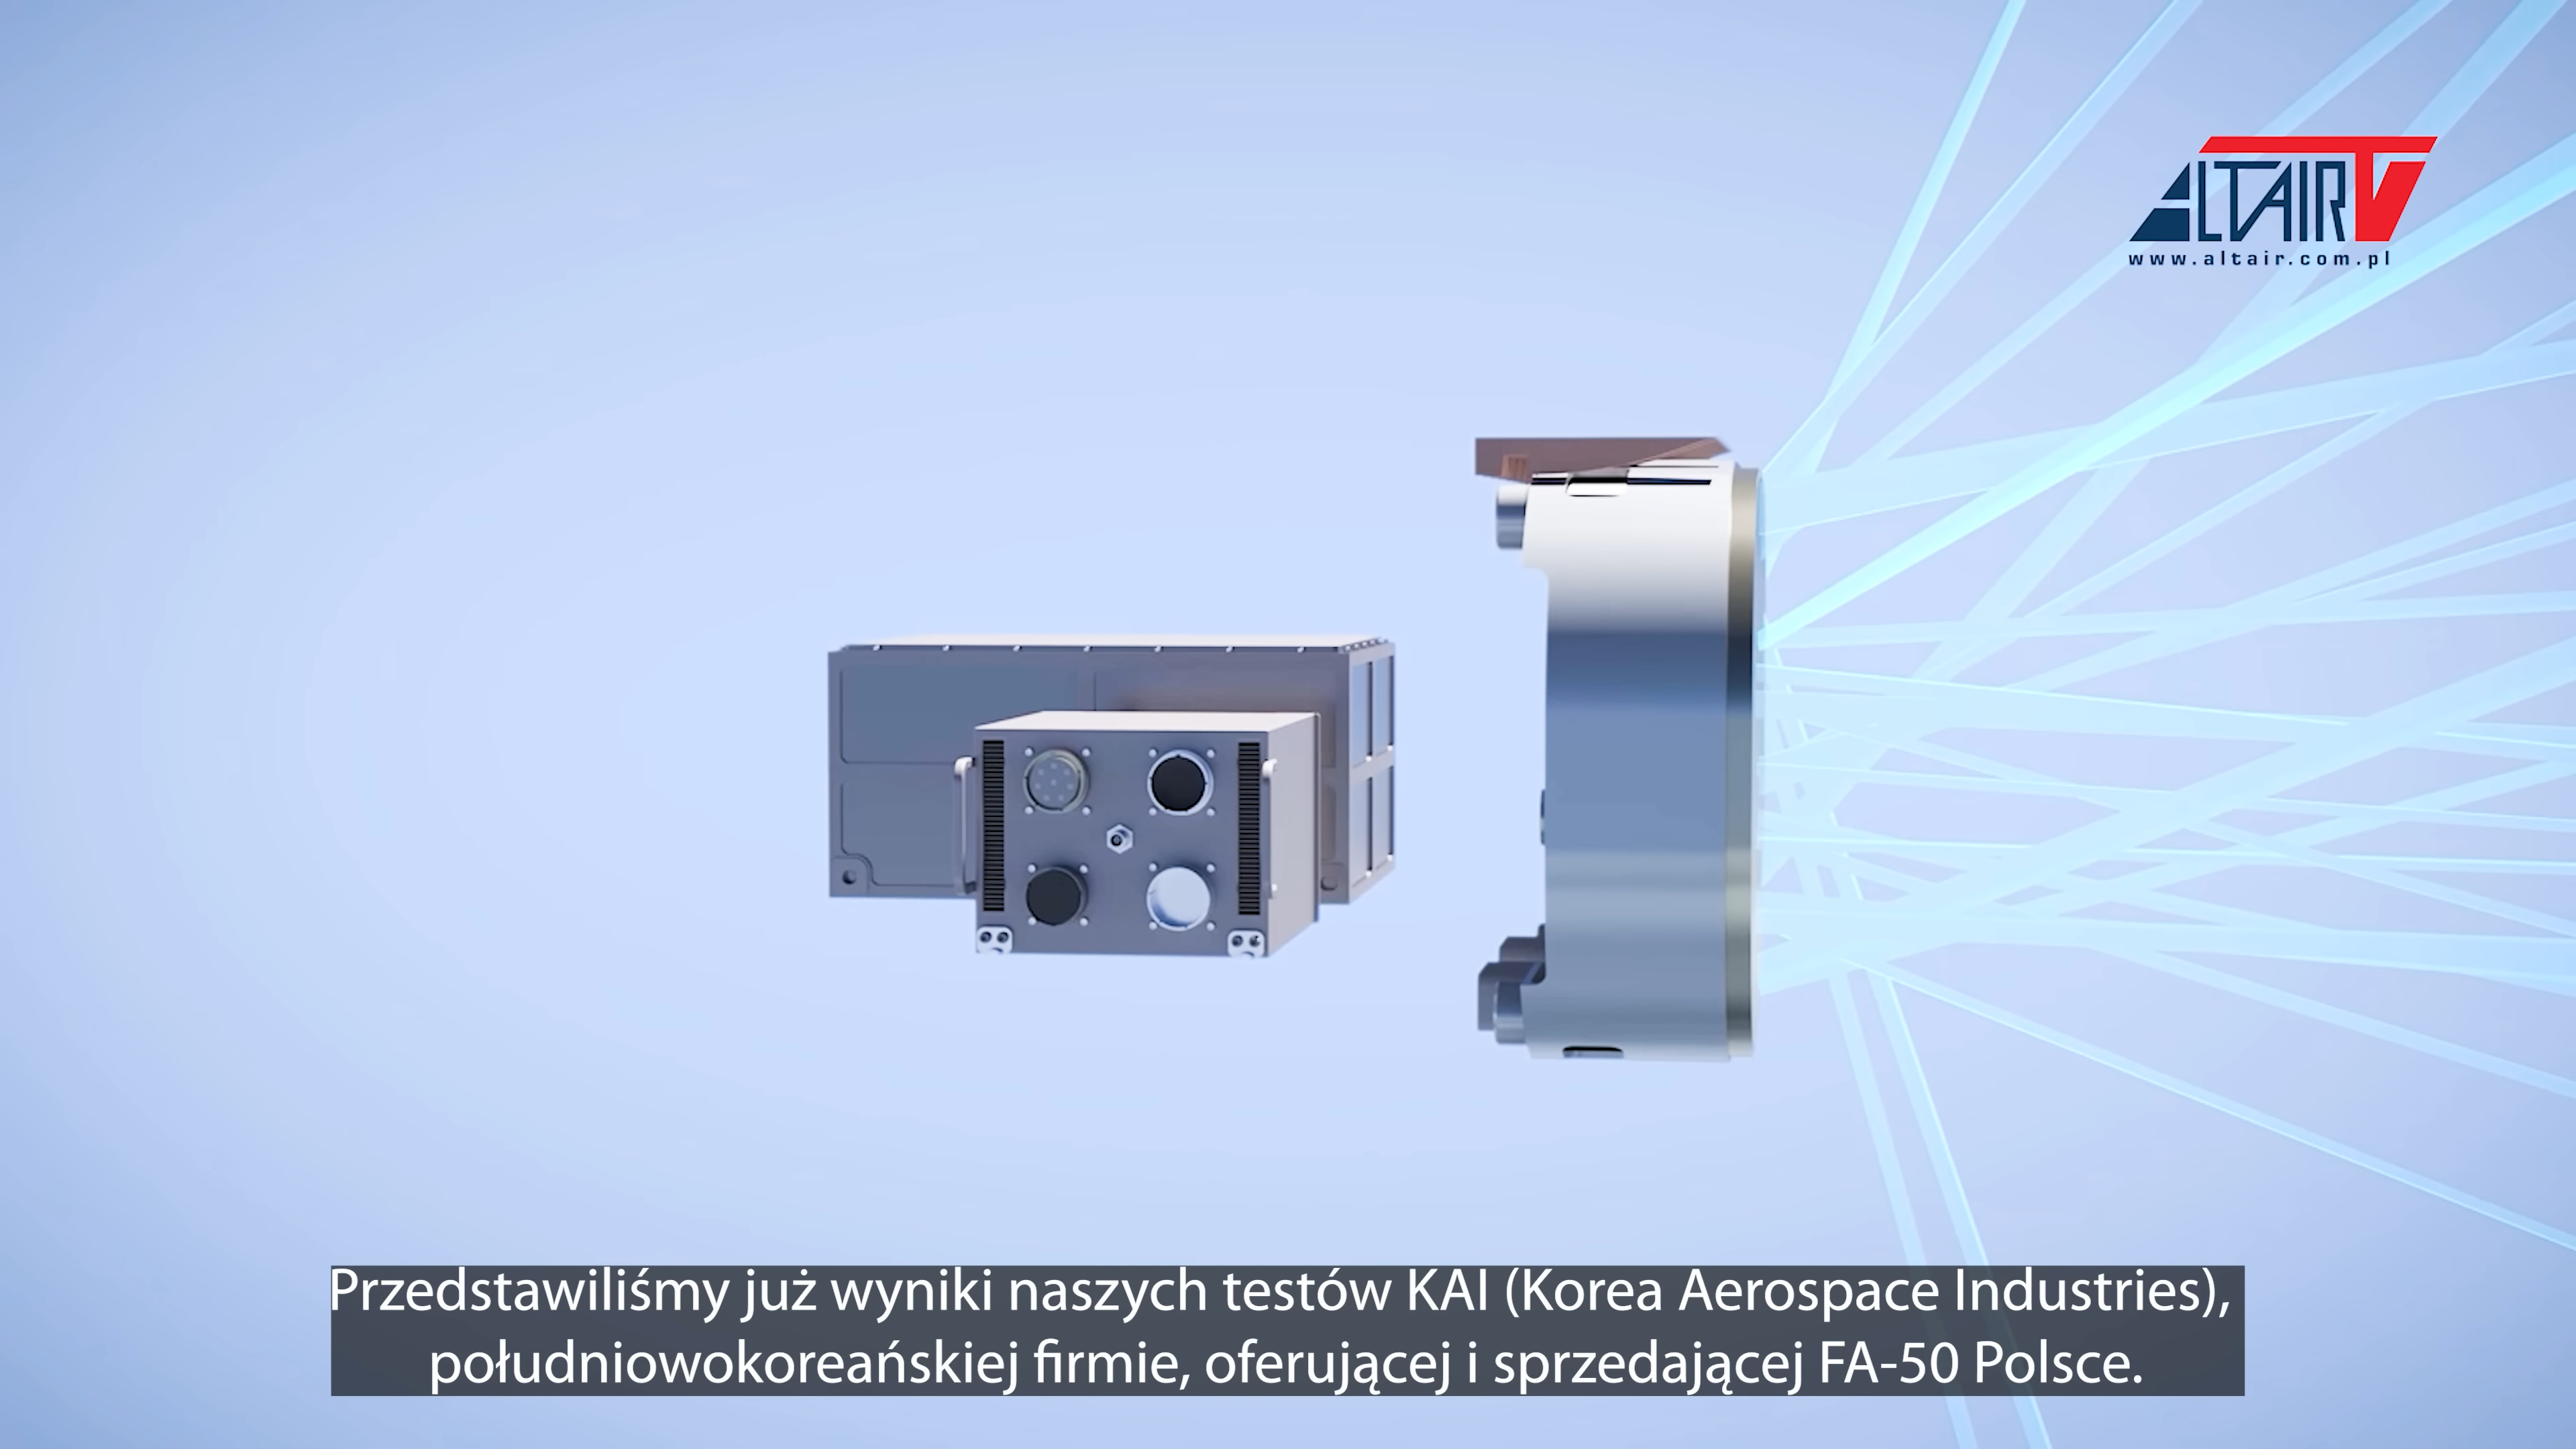 ALTAIR TV
www.altair.com.pl
Przedstawiliśmy już wyniki naszych testów KAI (Korea Aerospace Industries),
południowokoreańskiej firmie, oferującej i sprzedającej FA-50 Polsce.